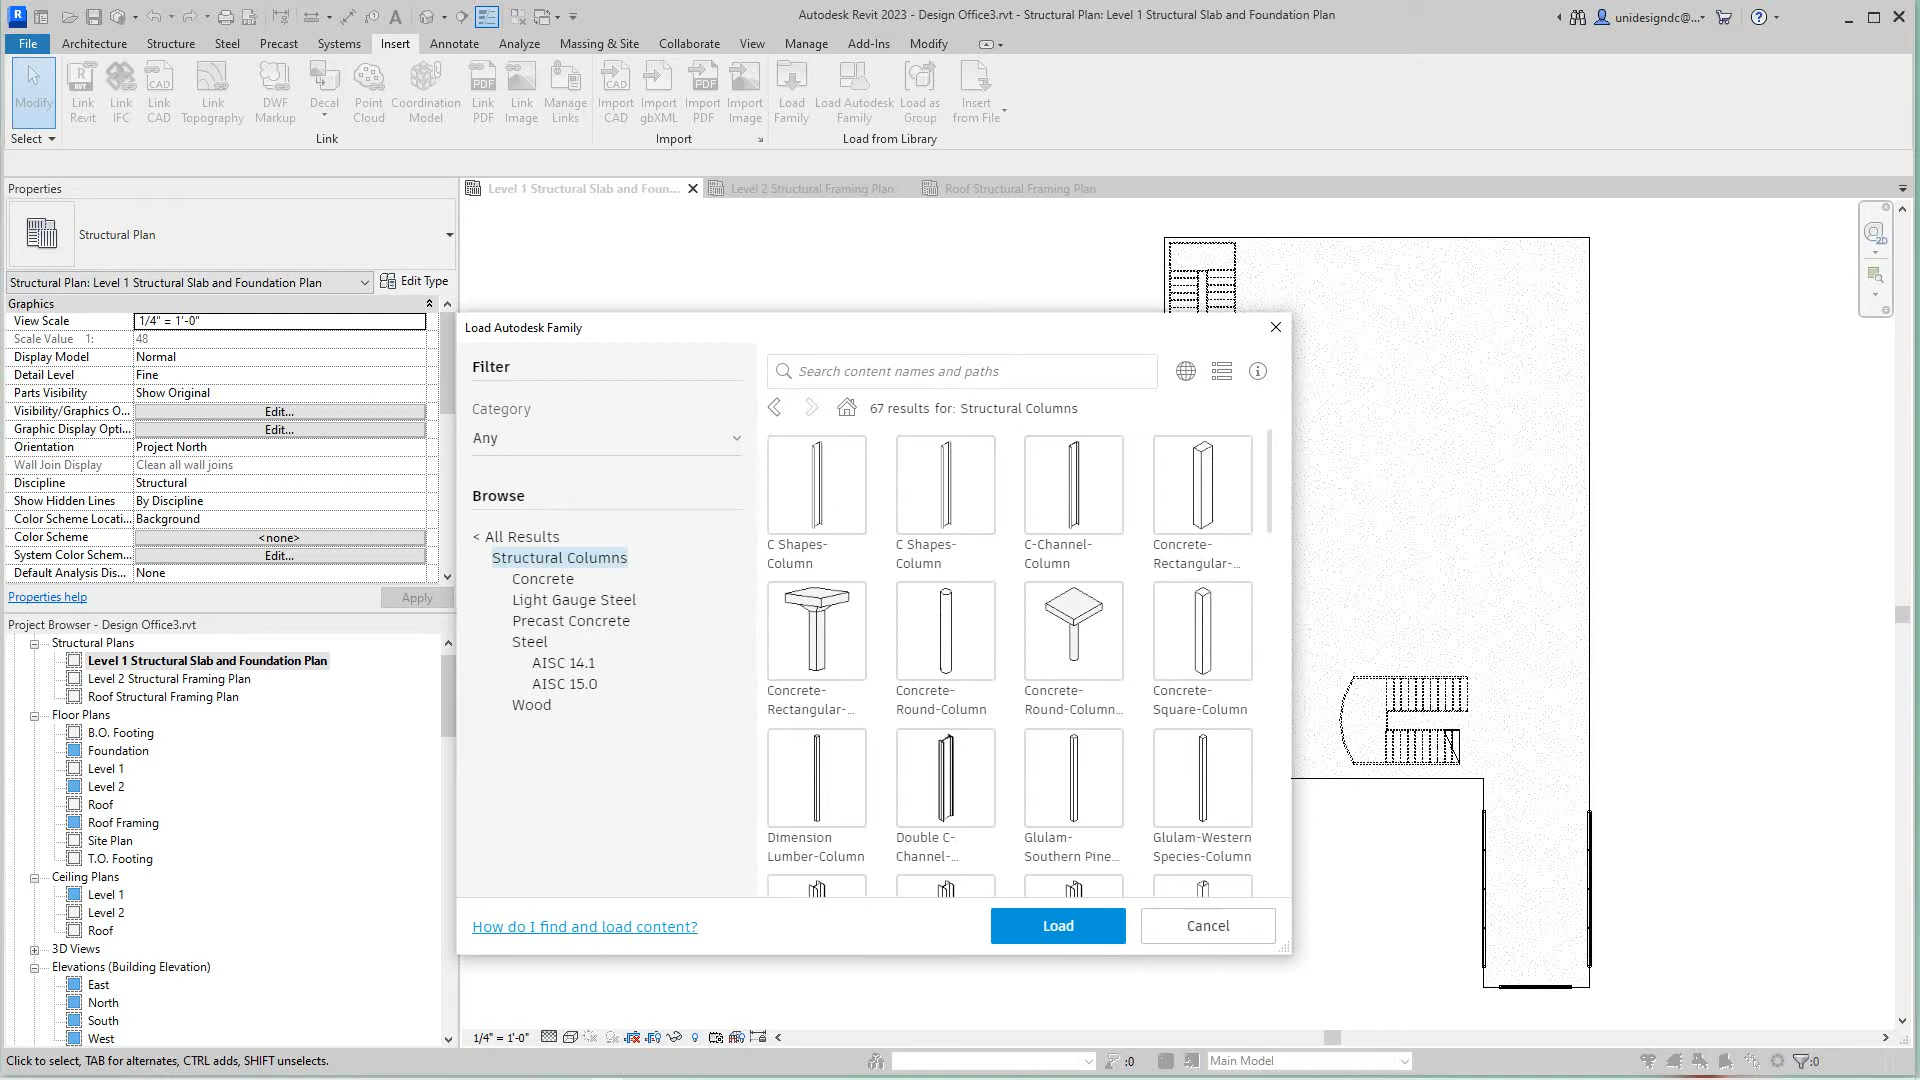 Autodesk Revit 2023 - Design Office3.rvt - Structural Plan: Level 1 Structural Slab and Foundation Plan
unidesigndc@...
File
Architecture
Structure
Steel
Precast
Systems
Insert
Annotate
Analyze
Massing & Site
Collaborate
View
Manage
Add-Ins
Modify
Modify
Link Revit
Link IFC
Link CAD
Link Topography
DWF Markup
Decal
Point Cloud
Coordination Model
Link PDF
Link Image
Manage Links
Import CAD
Import gbXML
Import PDF
Import Image
Load Family
Load Autodesk Family
Load as Group
Insert from File
Select
Link
Import
Load from Library
Properties
Level 1 Structural Slab and Foun...
Level 2 Structural Framing Plan
Roof Structural Framing Plan
Structural Plan
Structural Plan: Level 1 Structural Slab and Foundation Plan
Edit Type
Graphics
View Scale 1/4" = 1'-0"
Scale Value 1: 48
Display Model Normal
Detail Level Fine
Parts Visibility Show Original
Visibility/Graphics O... Edit...
Graphic Display Opti... Edit...
Orientation Project North
Wall Join Display Clean all wall joins
Discipline Structural
Show Hidden Lines By Discipline
Color Scheme Locati... Background
Color Scheme <none>
System Color Schem... Edit...
Default Analysis Dis... None
Properties help
Apply
Project Browser - Design Office3.rvt
Structural Plans
Level 1 Structural Slab and Foundation Plan
Level 2 Structural Framing Plan
Roof Structural Framing Plan
Floor Plans
B.O. Footing
Foundation
Level 1
Level 2
Roof
Roof Framing
Site Plan
T.O. Footing
Ceiling Plans
Level 1
Level 2
Roof
3D Views
Elevations (Building Elevation)
East
North
South
West
Load Autodesk Family
Filter
Category
Any
Browse
< All Results
Structural Columns
Concrete
Light Gauge Steel
Precast Concrete
Steel
AISC 14.1
AISC 15.0
Wood
Search content names and paths
67 results for: Structural Columns
C Shapes-Column
C Shapes-Column
C-Channel-Column
Concrete-Rectangular-...
Concrete-Rectangular-...
Concrete-Round-Column
Concrete-Round-Column...
Concrete-Square-Column
Dimension Lumber-Column
Double C-Channel-...
Glulam-Southern Pine...
Glulam-Western Species-Column
How do I find and load content?
Load
Cancel
1/4" = 1'-0"
Click to select, TAB for alternates, CTRL adds, SHIFT unselects.
:0
Main Model
:0